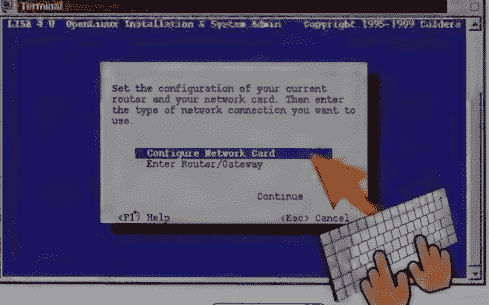 Terminal
LISA 4.0 OpenLinux Installation & System Admin Copyright 1995-1999 Caldera
Set the configuration of your current
router and your network card. Then enter
the type of network connection you want to
use.
Configure Network Card
Enter Router/Gateway
Continue
<F1> Help <Esc> Cancel